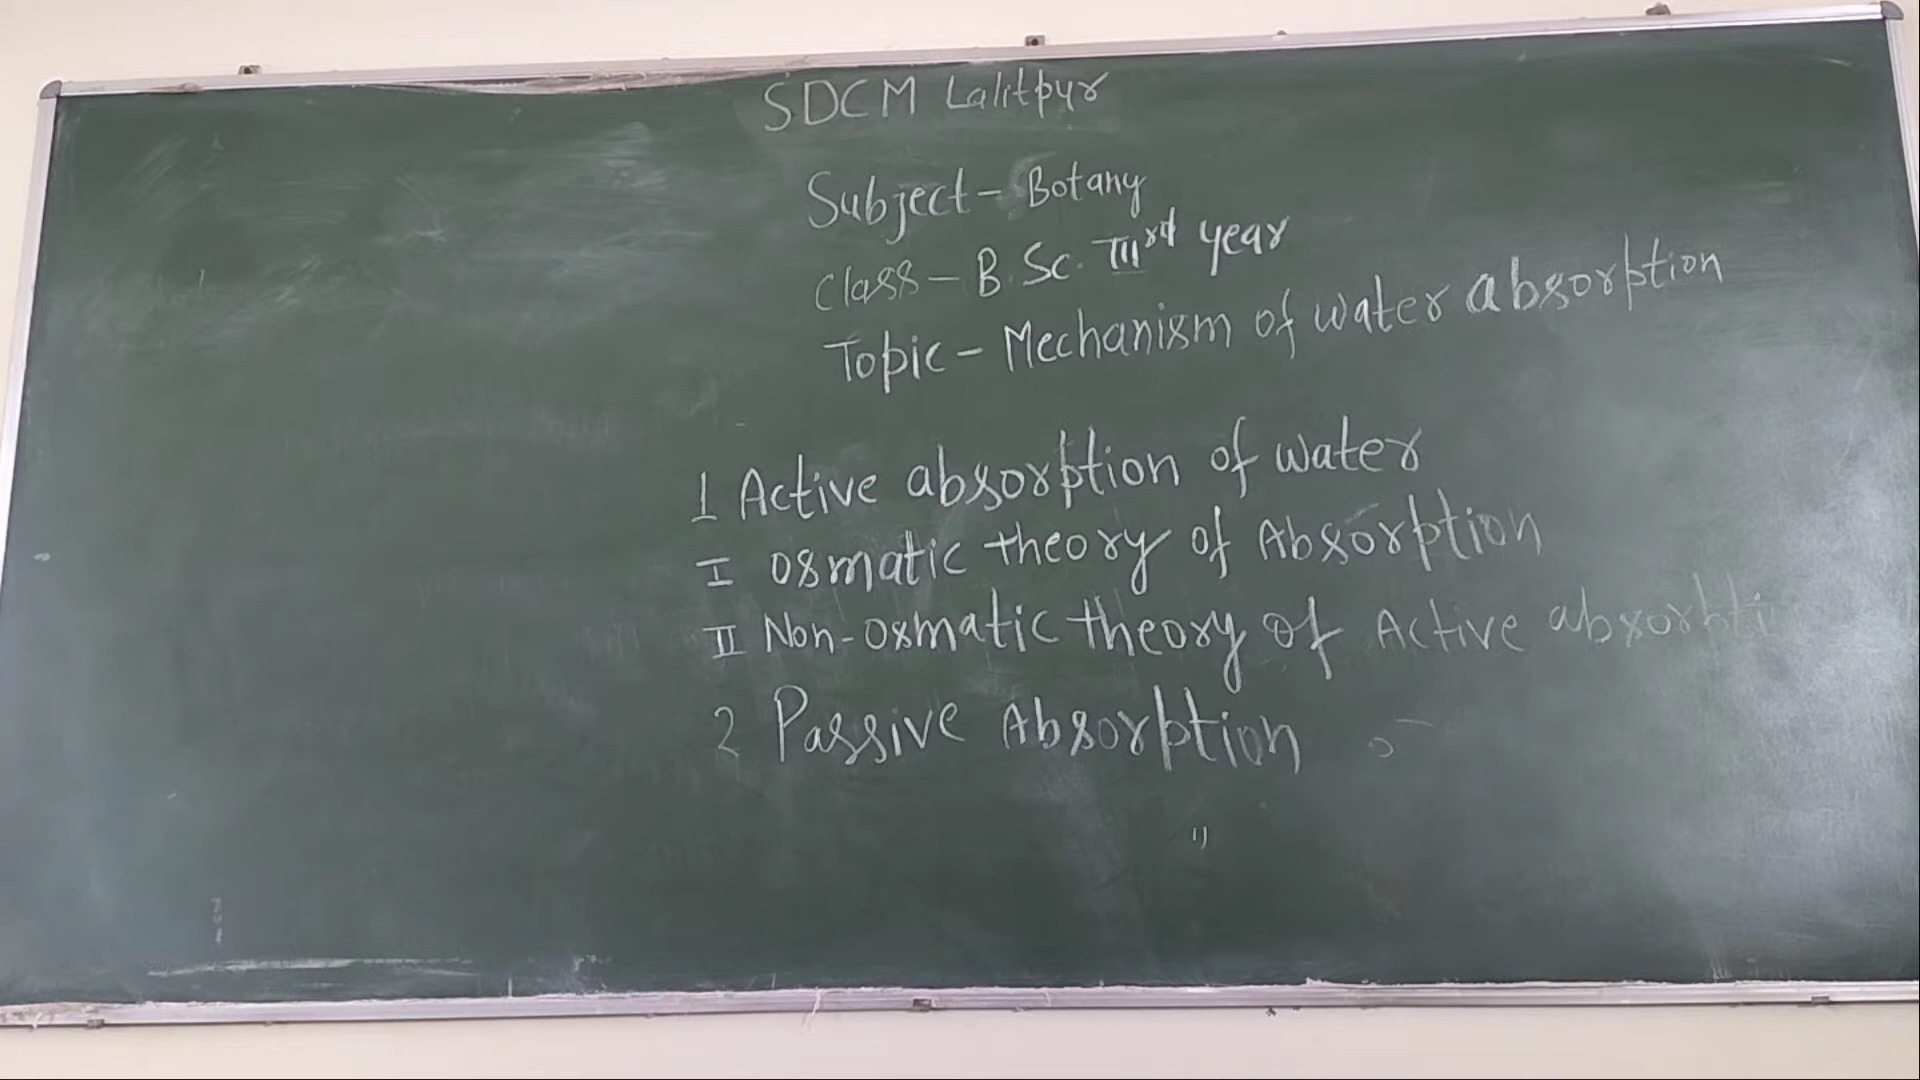 SDCM Lalitpur
Subject - Botany
Class - B.Sc. IIIrd year
Topic - Mechanism of water absorption
1 Active absorption of water
I osmatic theory of Absorption
II Non-osmatic theory of Active absorbti
2 Passive Absorption